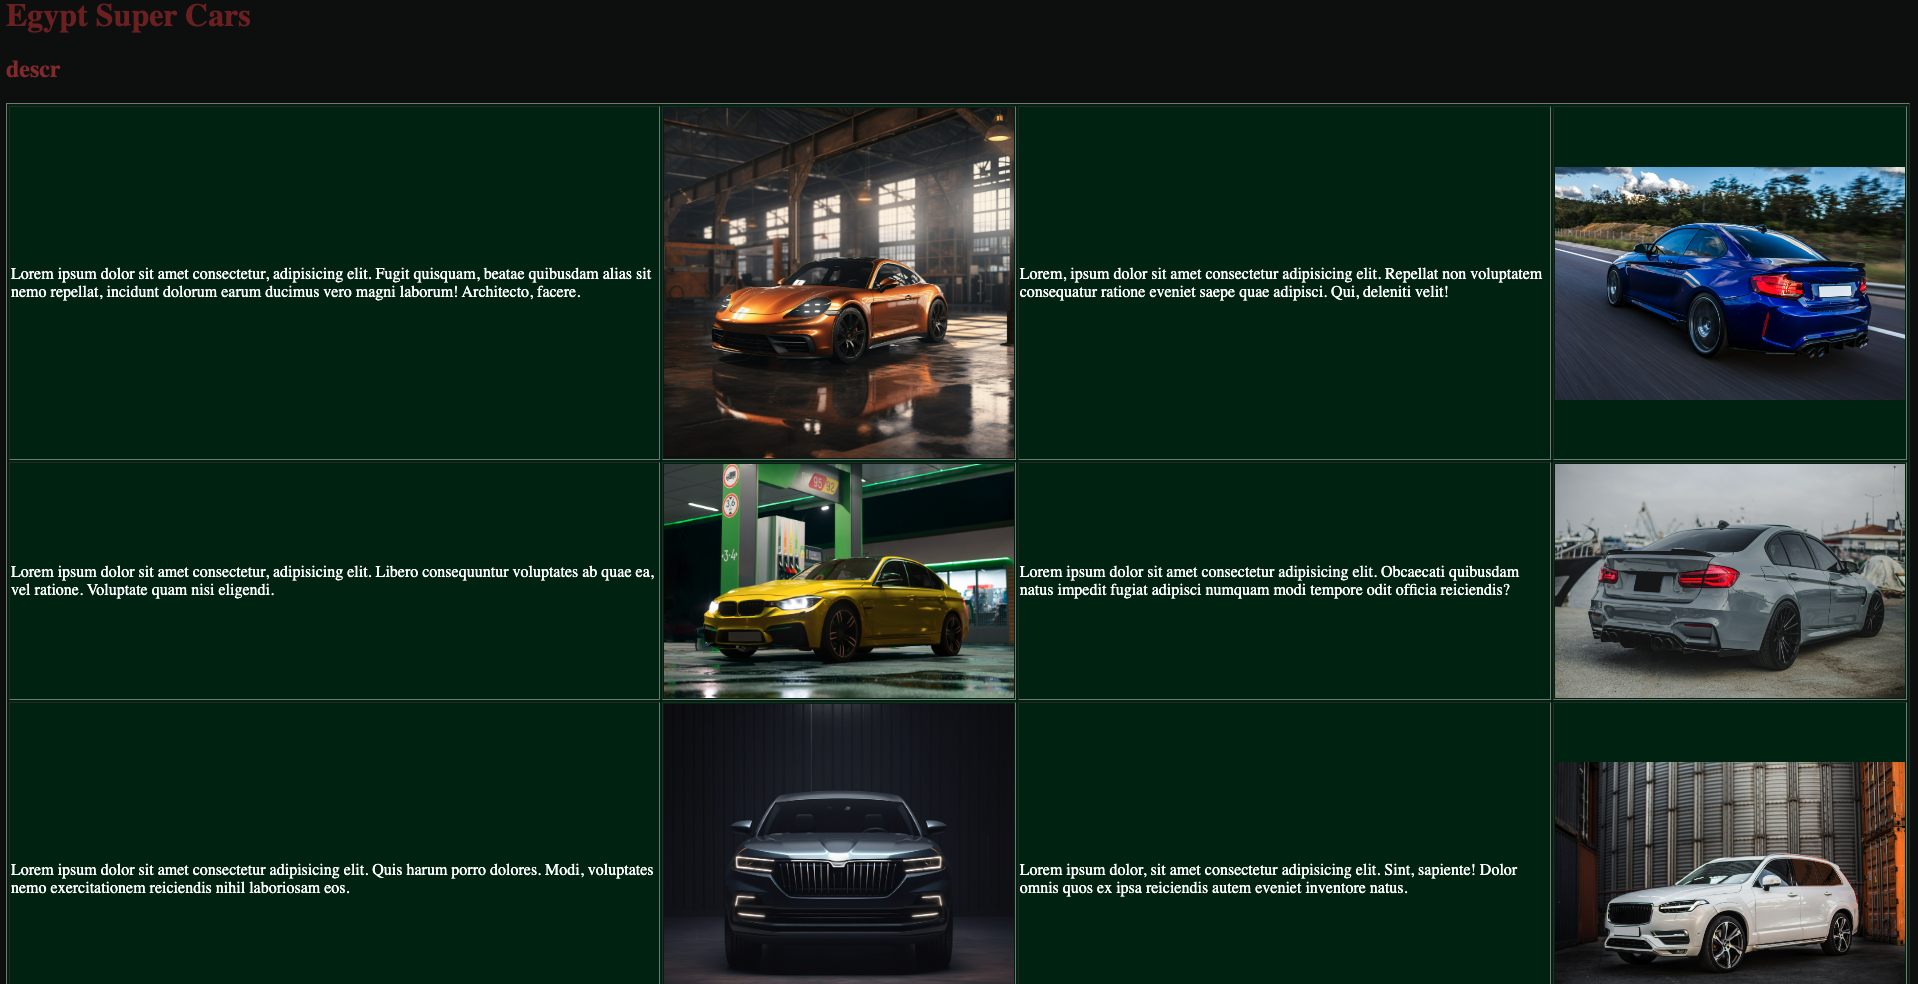 Egypt Super Cars
descr
Lorem ipsum dolor sit amet consectetur, adipisicing elit. Fugit quisquam, beatae quibusdam alias sit
nemo repellat, incidunt dolorum earum ducimus vero magni laborum! Architecto, facere.
Lorem, ipsum dolor sit amet consectetur adipisicing elit. Repellat non voluptatem
consequatur ratione eveniet saepe quae adipisci. Qui, deleniti velit!
Lorem ipsum dolor sit amet consectetur, adipisicing elit. Libero consequuntur voluptates ab quae ea,
vel ratione. Voluptate quam nisi eligendi.
95 92
3,6
·3·4·
Lorem ipsum dolor sit amet consectetur adipisicing elit. Obcaecati quibusdam
natus impedit fugiat adipisci numquam modi tempore odit officia reiciendis?
Lorem ipsum dolor sit amet consectetur adipisicing elit. Quis harum porro dolores. Modi, voluptates
nemo exercitationem reiciendis nihil laboriosam eos.
Lorem ipsum dolor, sit amet consectetur adipisicing elit. Sint, sapiente! Dolor
omnis quos ex ipsa reiciendis autem eveniet inventore natus.